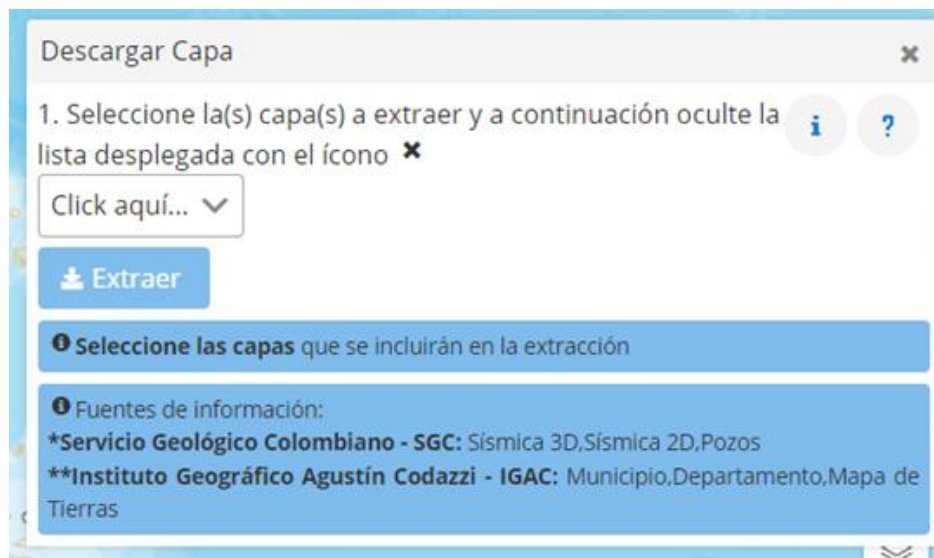 Descargar Capa
1. Seleccione la(s) capa(s) a extraer y a continuación oculte la
lista desplegada con el ícono ✖
Click aquí...
Extraer
Seleccione las capas que se incluirán en la extracción
Fuentes de información:
*Servicio Geológico Colombiano - SGC: Sísmica 3D,Sísmica 2D,Pozos
**Instituto Geográfico Agustín Codazzi - IGAC: Municipio,Departamento,Mapa de
Tierras